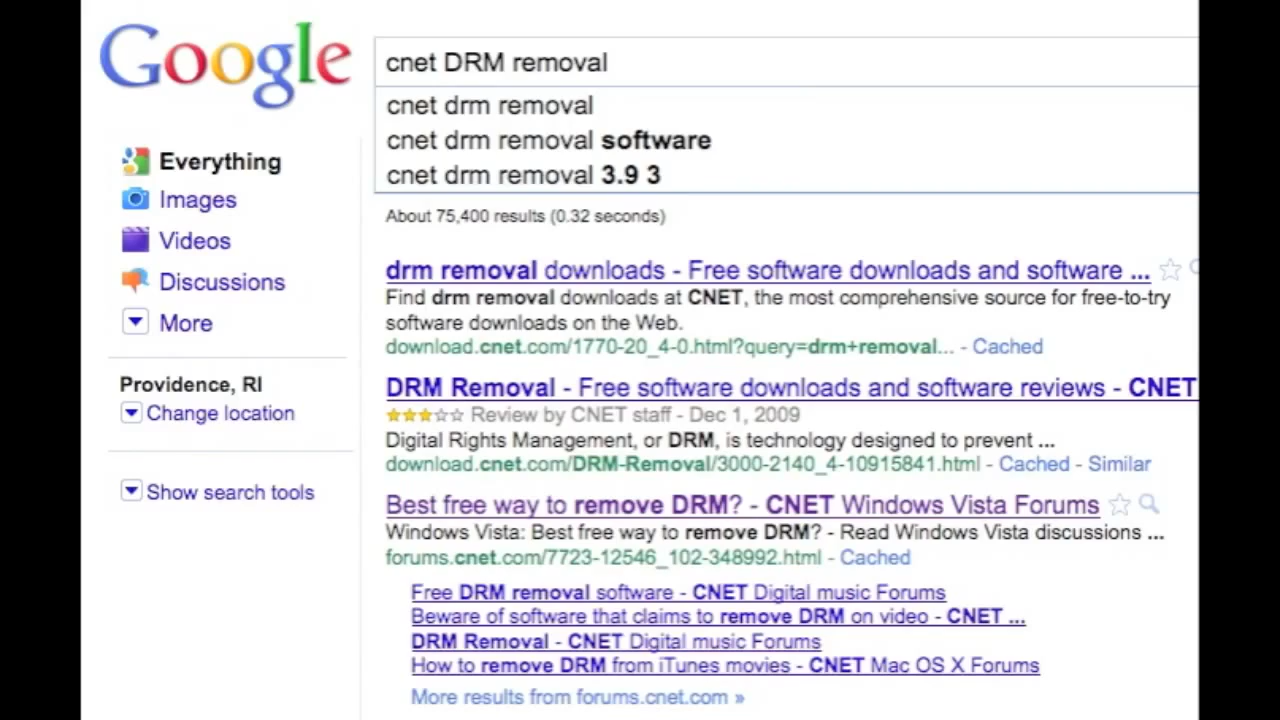 Google
cnet DRM removal
cnet drm removal
cnet drm removal software
cnet drm removal 3.9 3
Everything
Images
Videos
Discussions
More
Providence, RI
Change location
Show search tools
About 75,400 results (0.32 seconds)
drm removal downloads - Free software downloads and software ...
Find drm removal downloads at CNET, the most comprehensive source for free-to-try
software downloads on the Web.
download.cnet.com/1770-20_4-0.html?query=drm+removal... - Cached
DRM Removal - Free software downloads and software reviews - CNET
Review by CNET staff - Dec 1, 2009
Digital Rights Management, or DRM, is technology designed to prevent ...
download.cnet.com/DRM-Removal/3000-2140_4-10915841.html - Cached - Similar
Best free way to remove DRM? - CNET Windows Vista Forums
Windows Vista: Best free way to remove DRM? - Read Windows Vista discussions ...
forums.cnet.com/7723-12546_102-348992.html - Cached
Free DRM removal software - CNET Digital music Forums
Beware of software that claims to remove DRM on video - CNET ...
DRM Removal - CNET Digital music Forums
How to remove DRM from iTunes movies - CNET Mac OS X Forums
More results from forums.cnet.com »